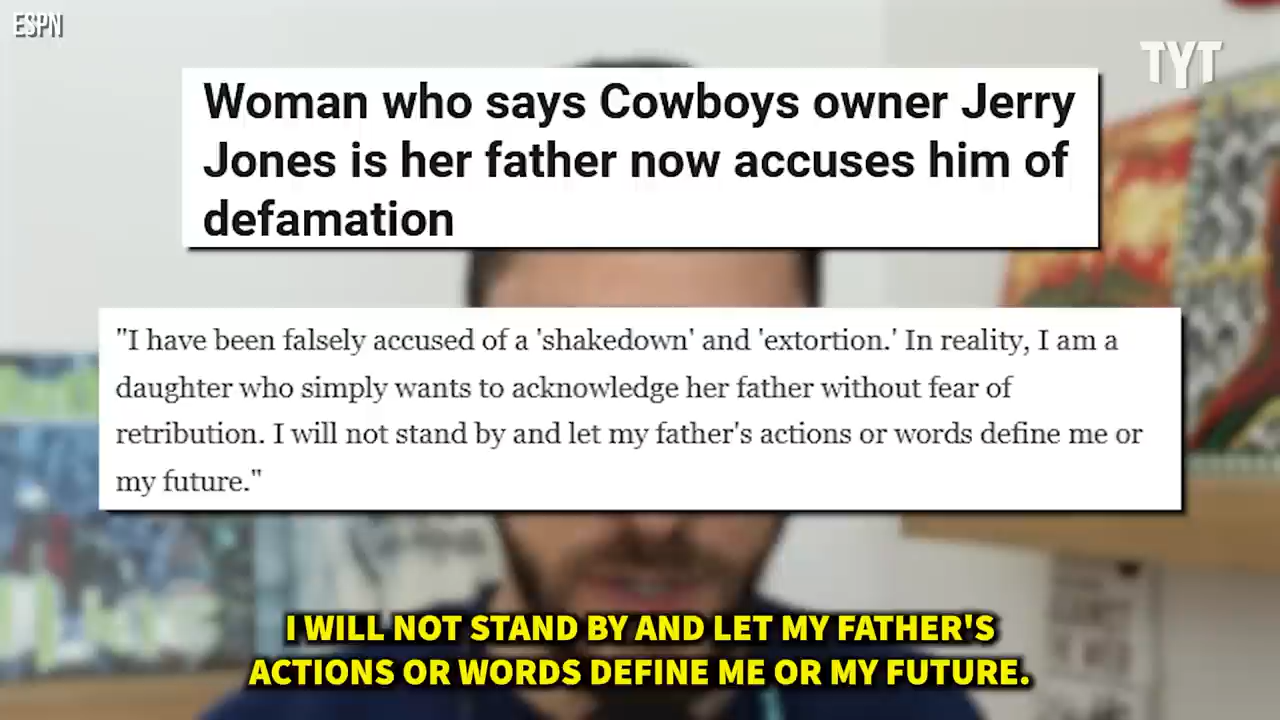 ESPN
TYT
Woman who says Cowboys owner Jerry
Jones is her father now accuses him of
defamation
"I have been falsely accused of a 'shakedown' and 'extortion.' In reality, I am a
daughter who simply wants to acknowledge her father without fear of
retribution. I will not stand by and let my father's actions or words define me or
my future."
I WILL NOT STAND BY AND LET MY FATHER'S
ACTIONS OR WORDS DEFINE ME OR MY FUTURE.